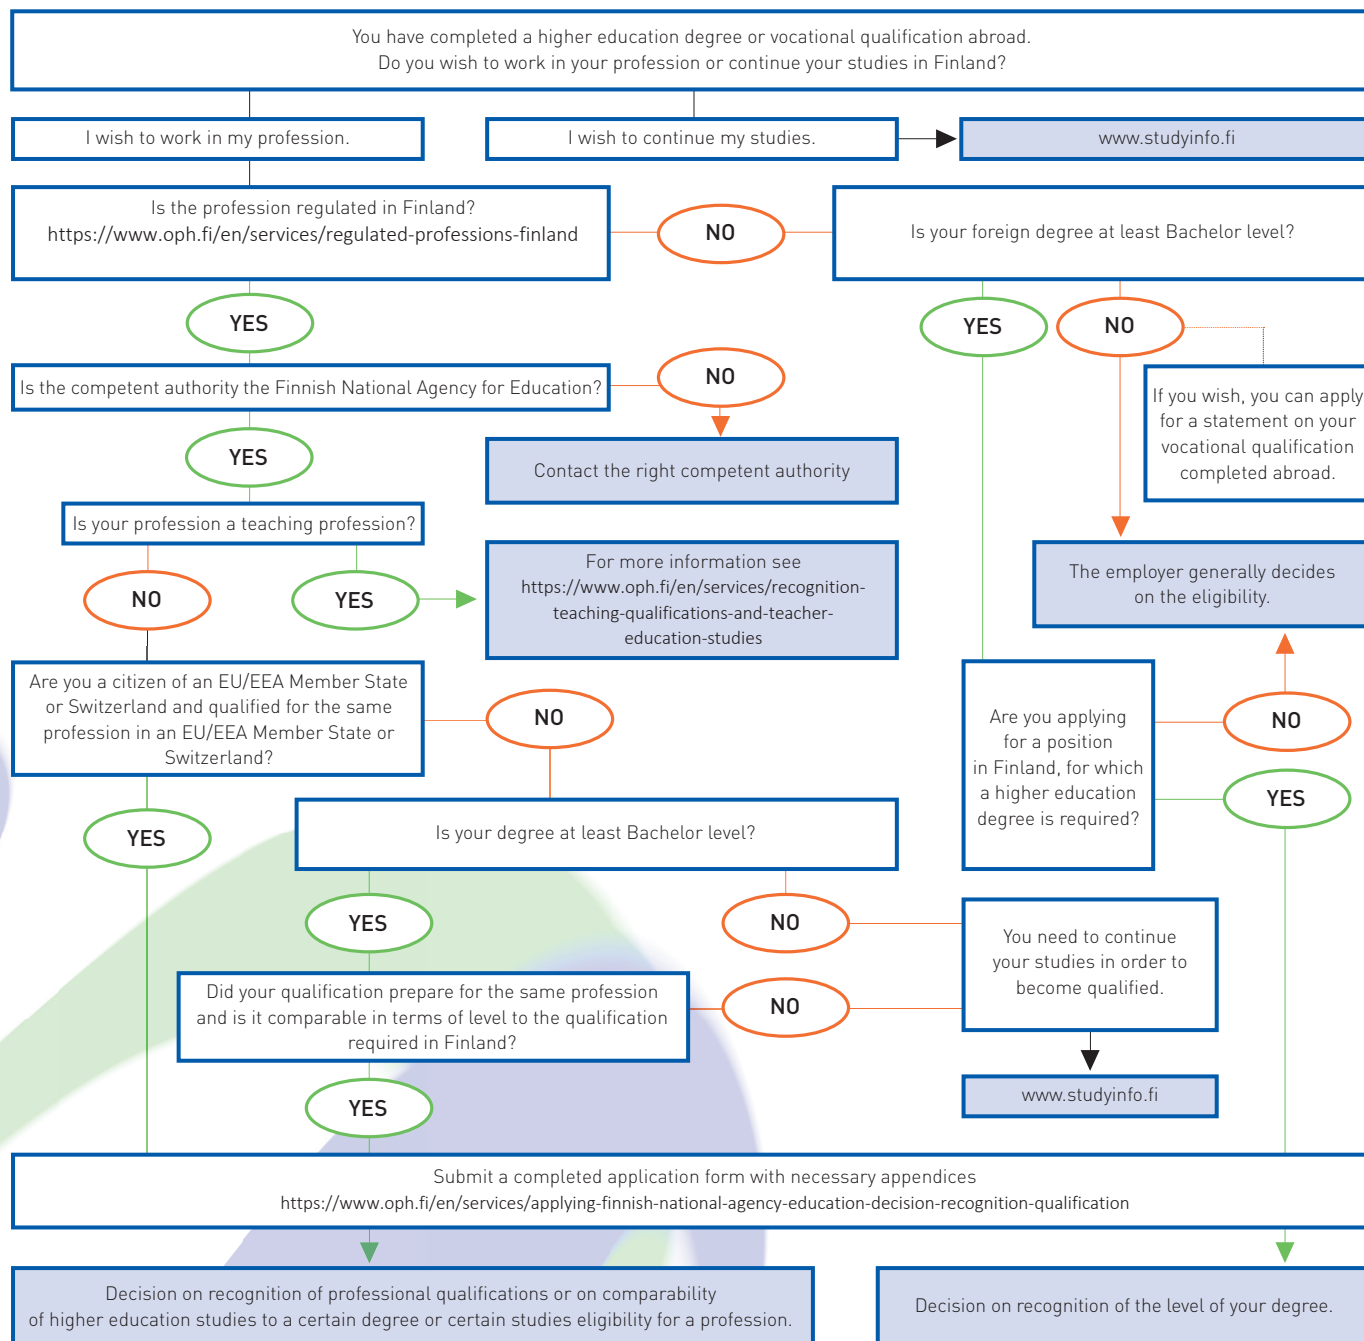 You have completed a higher education degree or vocational qualification abroad.
Do you wish to work in your profession or continue your studies in Finland?
I wish to work in my profession.
I wish to continue my studies.
www.studyinfo.fi
Is the profession regulated in Finland?
https://www.oph.fi/en/services/regulated-professions-finland
NO
Is your foreign degree at least Bachelor level?
YES
YES
NO
Is the competent authority the Finnish National Agency for Education?
NO
If you wish, you can apply
for a statement on your
vocational qualification
completed abroad.
YES
Contact the right competent authority
Is your profession a teaching profession?
NO
YES
For more information see
https://www.oph.fi/en/services/recognition-
teaching-qualifications-and-teacher-
education-studies
The employer generally decides
on the eligibility.
Are you a citizen of an EU/EEA Member State
or Switzerland and qualified for the same
profession in an EU/EEA Member State or
Switzerland?
NO
Are you applying
for a position
in Finland, for which
a higher education
degree is required?
NO
YES
YES
Is your degree at least Bachelor level?
YES
NO
You need to continue
your studies in order to
become qualified.
Did your qualification prepare for the same profession
and is it comparable in terms of level to the qualification
required in Finland?
NO
www.studyinfo.fi
YES
Submit a completed application form with necessary appendices
https://www.oph.fi/en/services/applying-finnish-national-agency-education-decision-recognition-qualification
Decision on recognition of professional qualifications or on comparability
of higher education studies to a certain degree or certain studies eligibility for a profession.
Decision on recognition of the level of your degree.